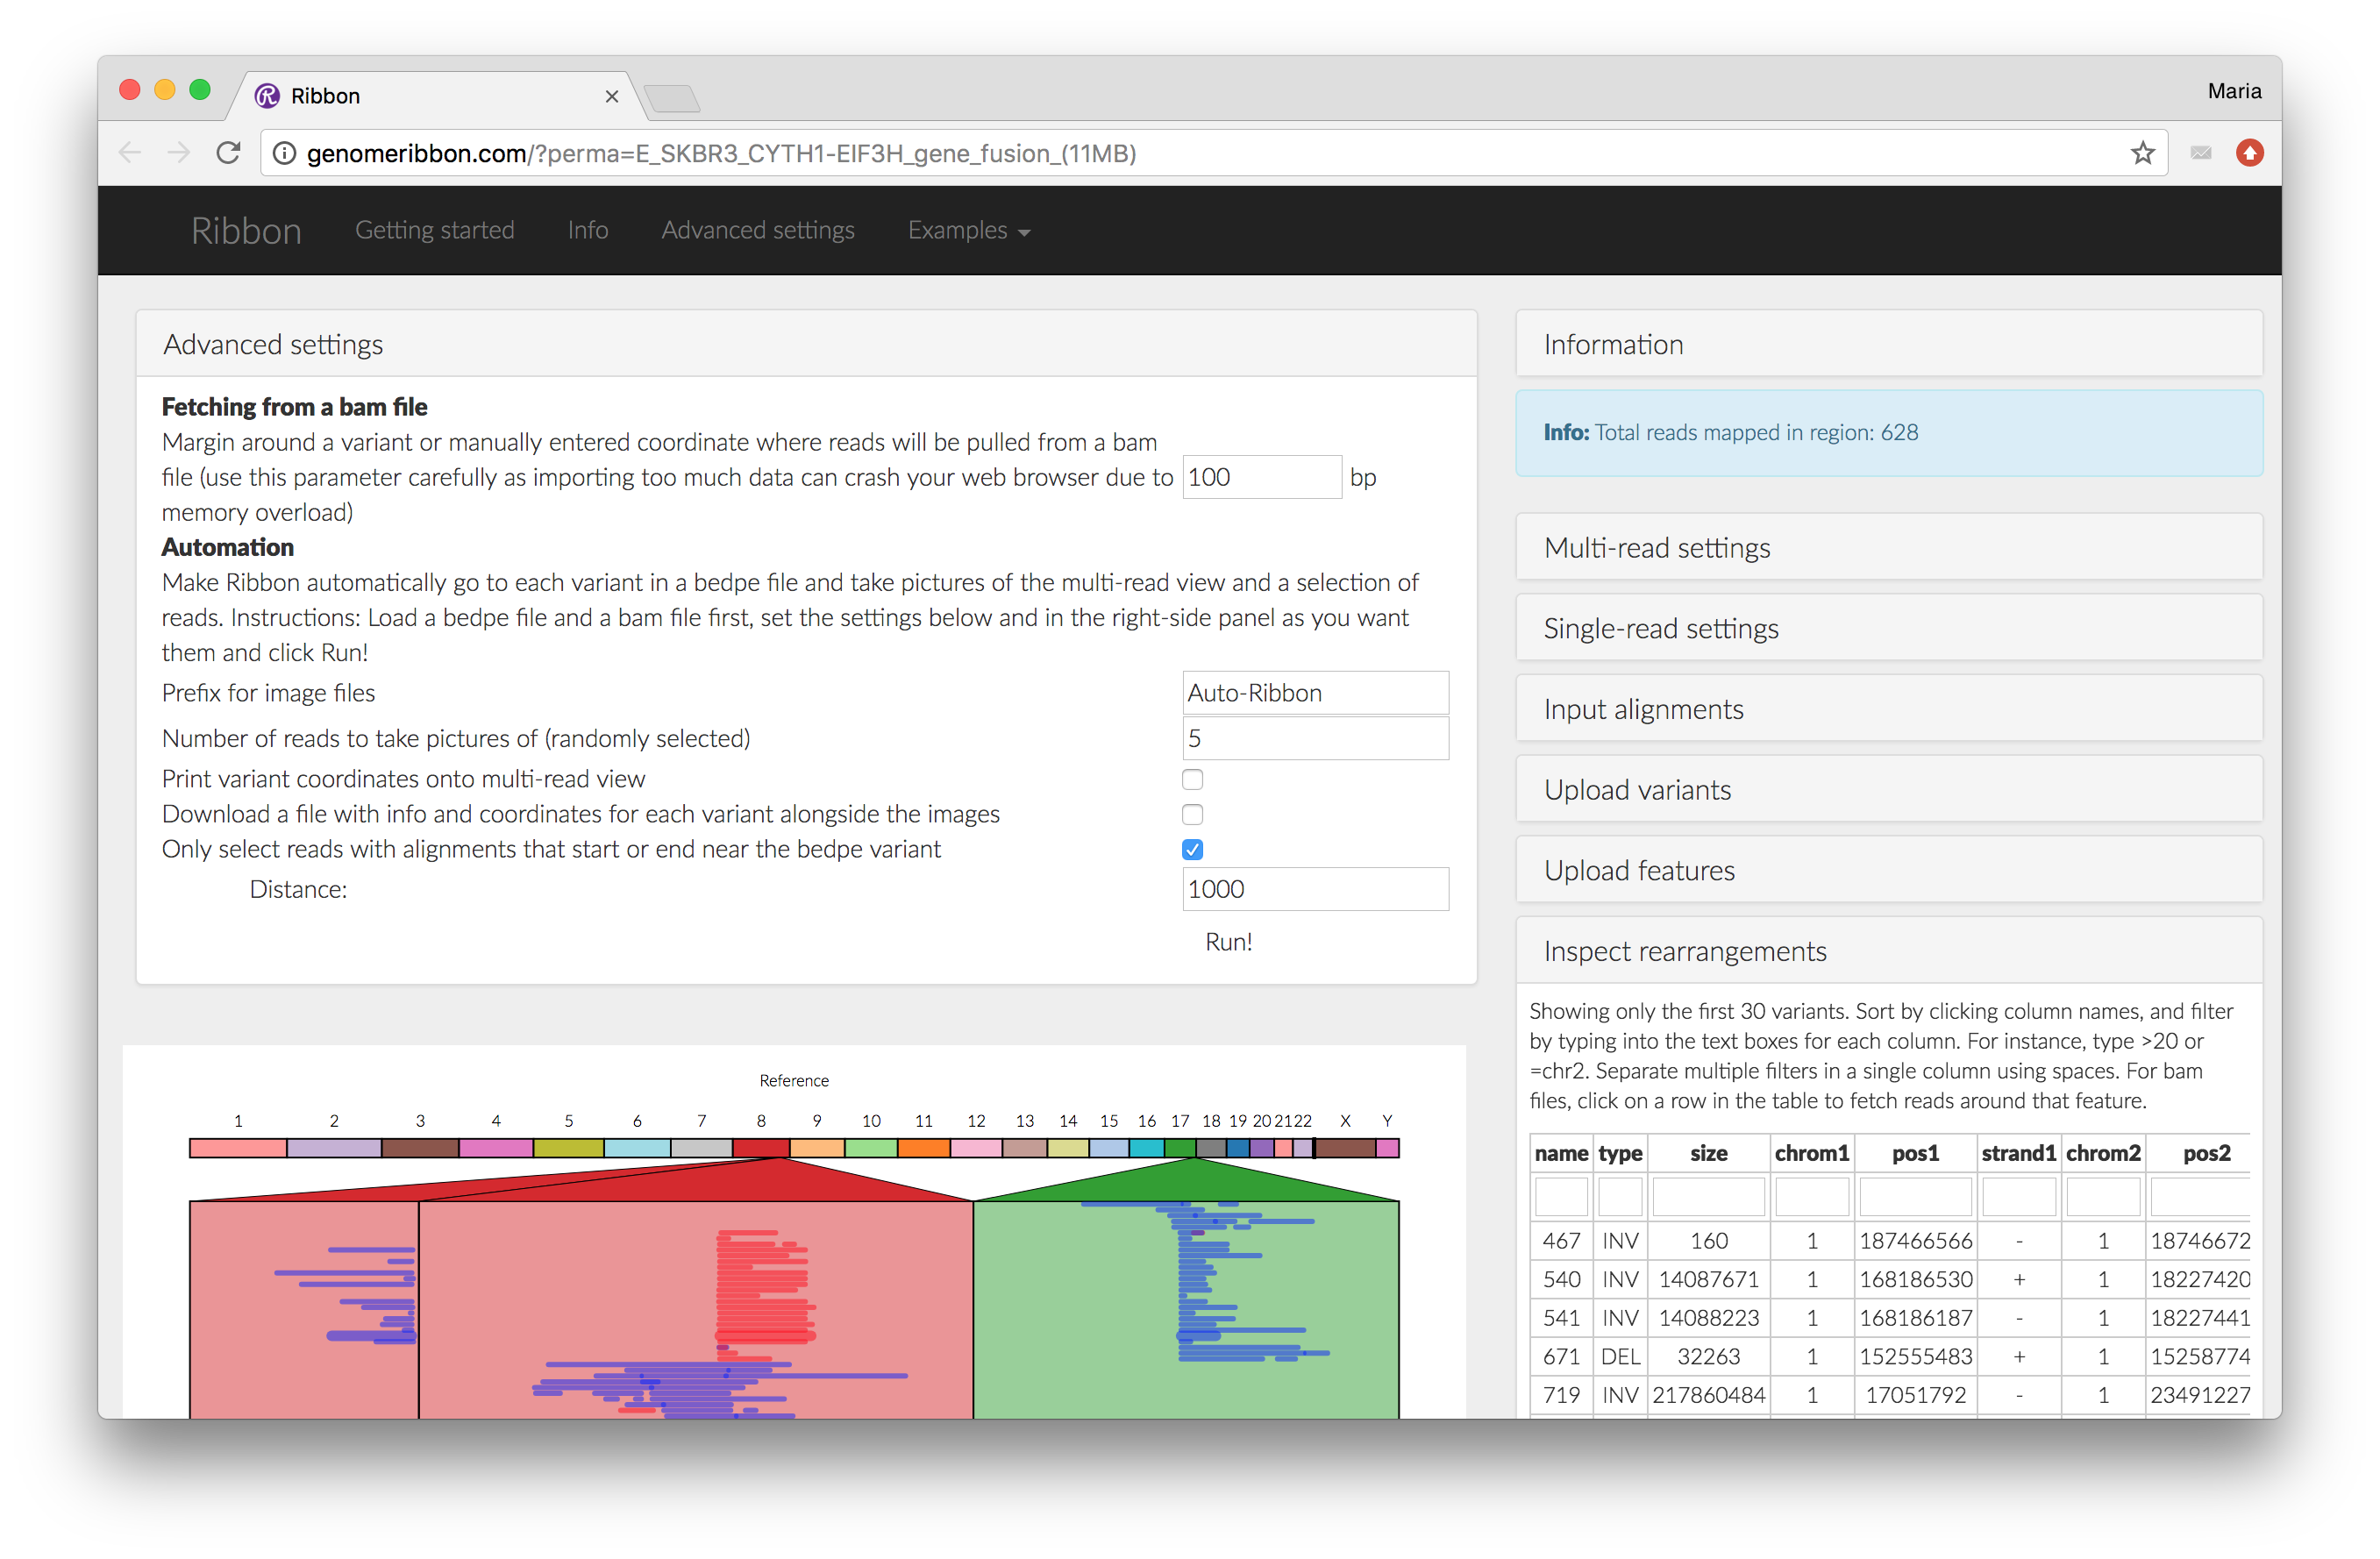 Ribbon
Maria
genomeribbon.com/?perma=E_SKBR3_CYTH1-EIF3H_gene_fusion_(11MB)
Ribbon Getting started Info Advanced settings Examples
Advanced settings
Fetching from a bam file
Margin around a variant or manually entered coordinate where reads will be pulled from a bam
file (use this parameter carefully as importing too much data can crash your web browser due to 100 bp
memory overload)
Automation
Make Ribbon automatically go to each variant in a bedpe file and take pictures of the multi-read view and a selection of
reads. Instructions: Load a bedpe file and a bam file first, set the settings below and in the right-side panel as you want
them and click Run!
Prefix for image files Auto-Ribbon
Number of reads to take pictures of (randomly selected) 5
Print variant coordinates onto multi-read view
Download a file with info and coordinates for each variant alongside the images
Only select reads with alignments that start or end near the bedpe variant
Distance: 1000
Run!
Reference
1 2 3 4 5 6 7 8 9 10 11 12 13 14 15 16 17 18 19 20 21 22 X Y
Information
Info: Total reads mapped in region: 628
Multi-read settings
Single-read settings
Input alignments
Upload variants
Upload features
Inspect rearrangements
Showing only the first 30 variants. Sort by clicking column names, and filter
by typing into the text boxes for each column. For instance, type >20 or
=chr2. Separate multiple filters in a single column using spaces. For bam
files, click on a row in the table to fetch reads around that feature.
name type size chrom1 pos1 strand1 chrom2 pos2
467 INV 160 1 187466566 - 1 18746672
540 INV 14087671 1 168186530 + 1 18227420
541 INV 14088223 1 168186187 - 1 18227441
671 DEL 32263 1 152555483 + 1 15258774
719 INV 217860484 1 17051792 - 1 23491227